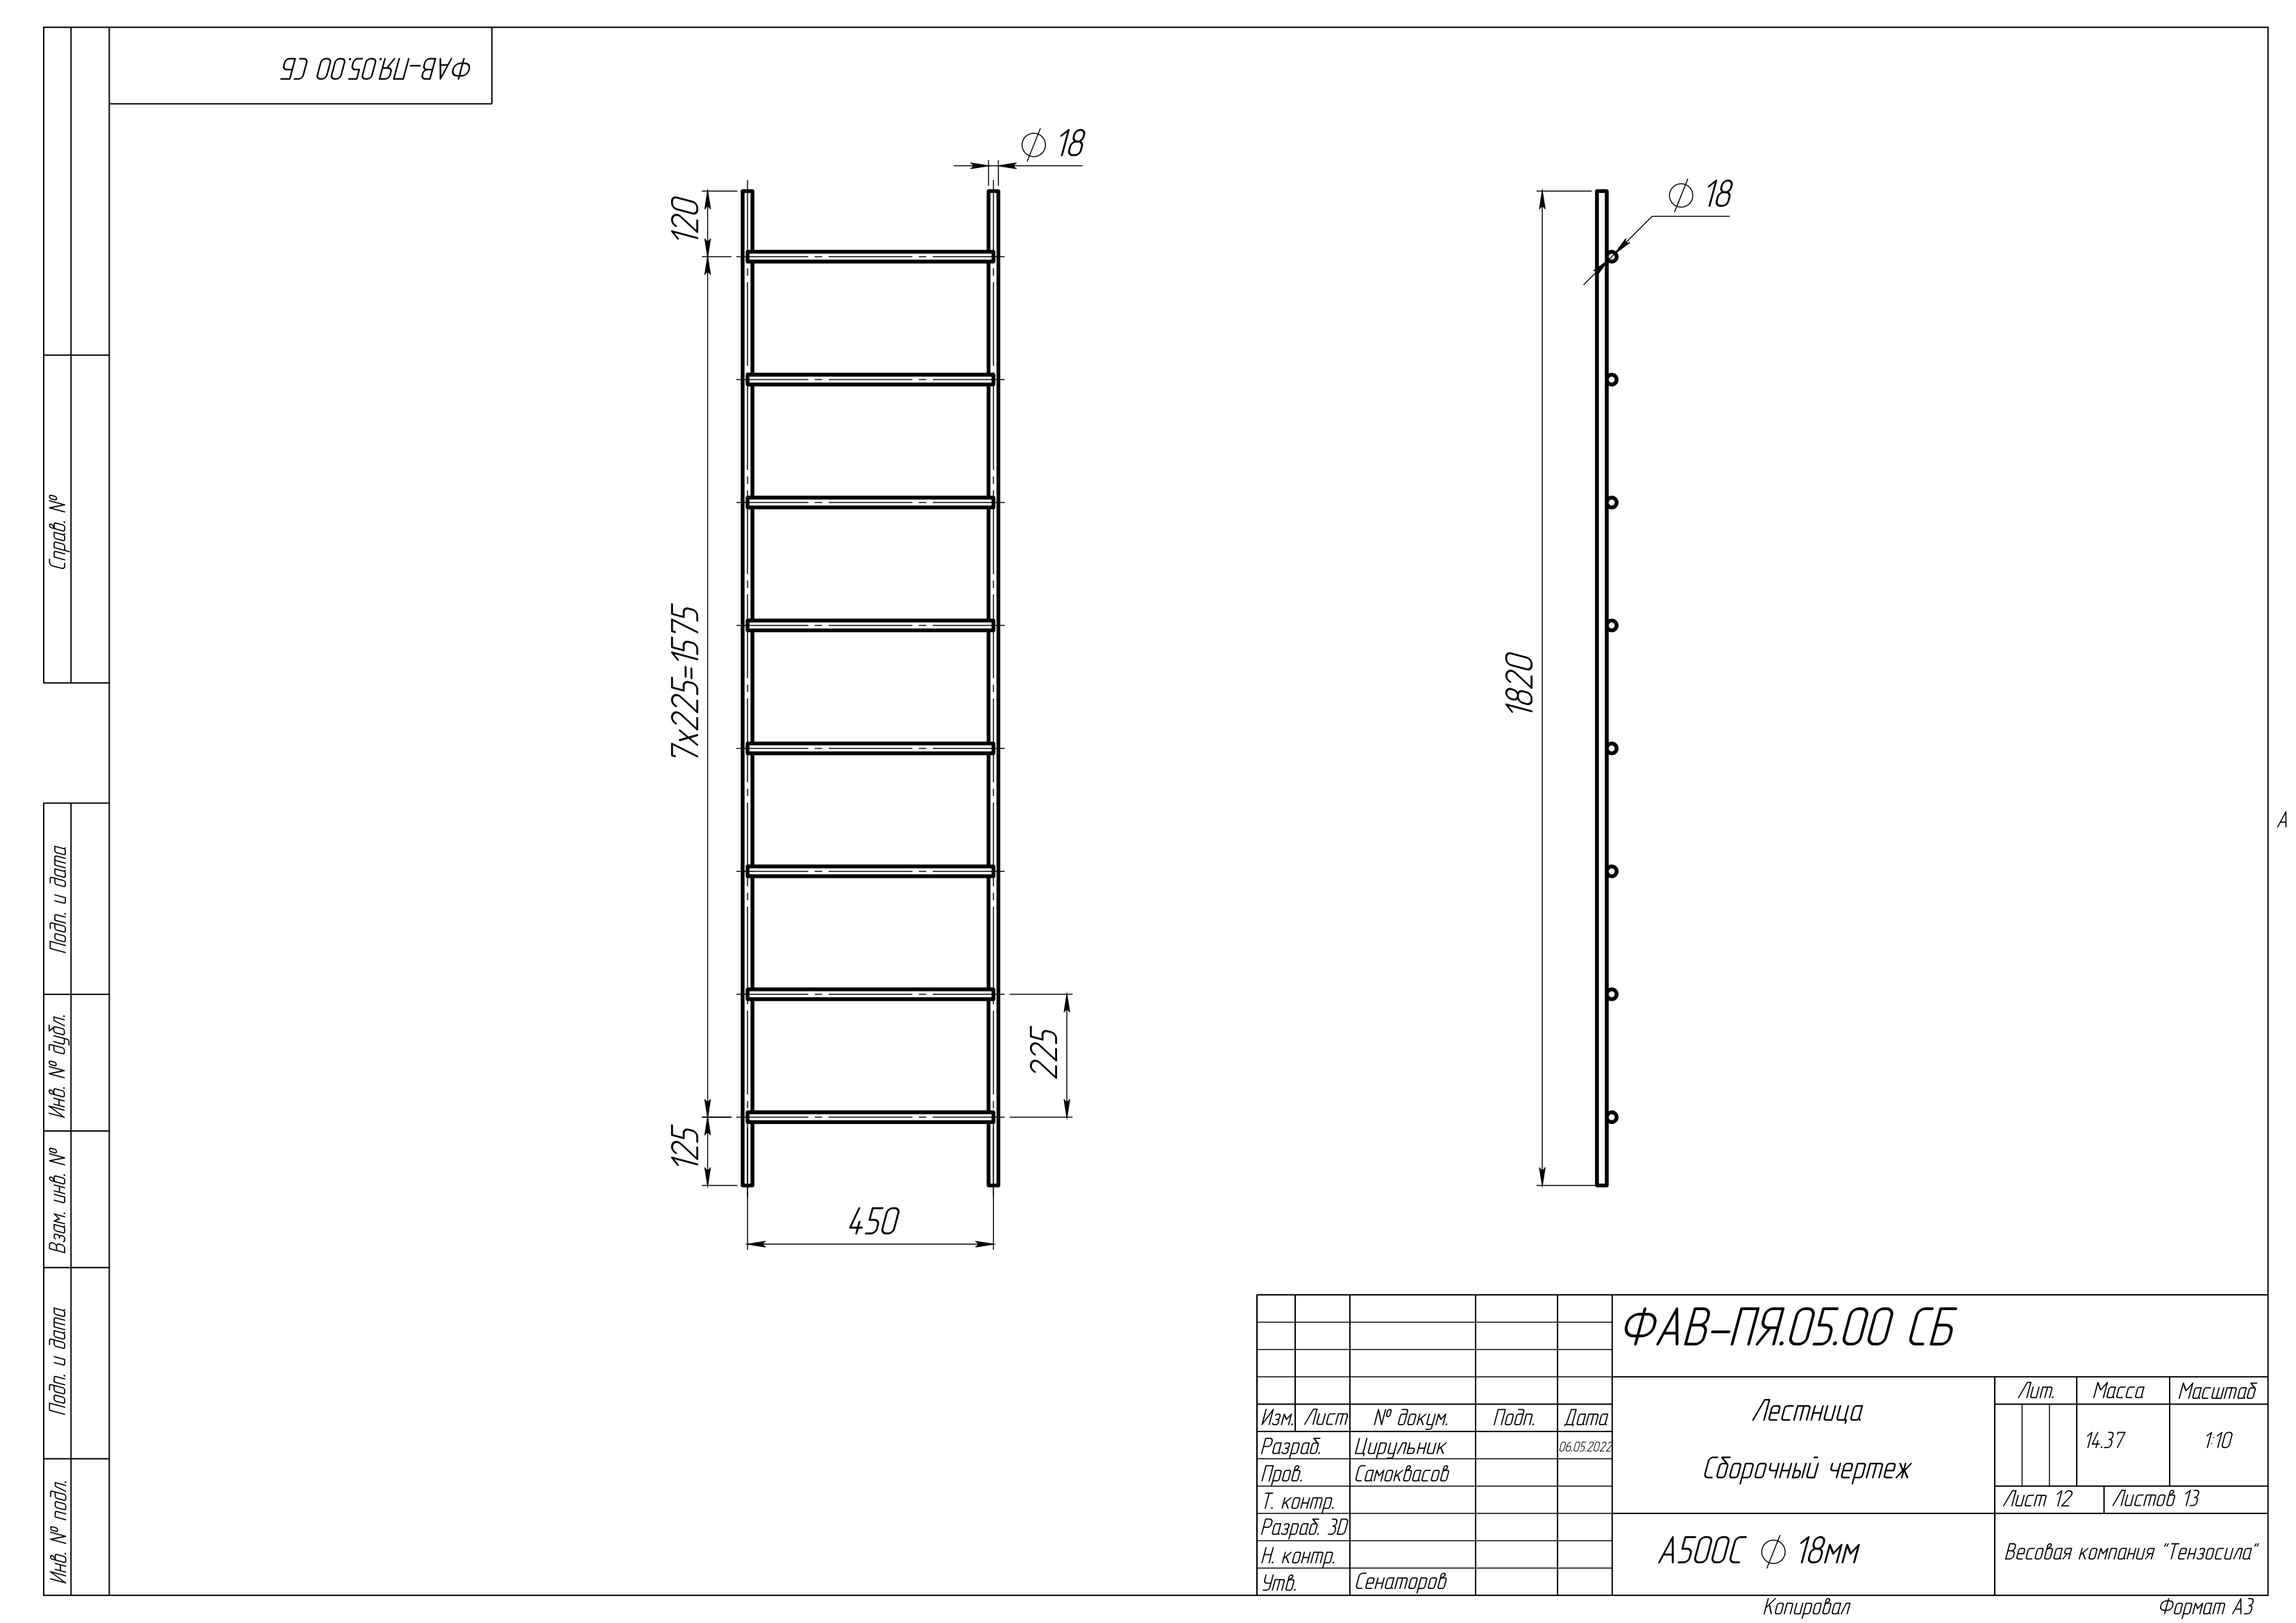 ФАВ-ПЯ.05.00 СБ
⌀ 18
⌀ 18
120
7x225=1575
1820
225
125
450
А
Справ. №
Подп. и дата
Инв. № дубл.
Взам. инв. №
Подп. и дата
Инв. № подл.
ФАВ-ПЯ.05.00 СБ
Лит. Масса Масштаб
Лестница
Сборочный чертеж
14.37 1:10
Изм. Лист № докум. Подп. Дата
Разраб. Цирульник 06.05.2022
Пров. Самоквасов
Т. контр.
Лист 12 Листов 13
Разраб. 3D
Н. контр.
Утв. Сенаторов
А500С ⌀ 18мм
Весовая компания "Тензосила"
Копировал Формат А3